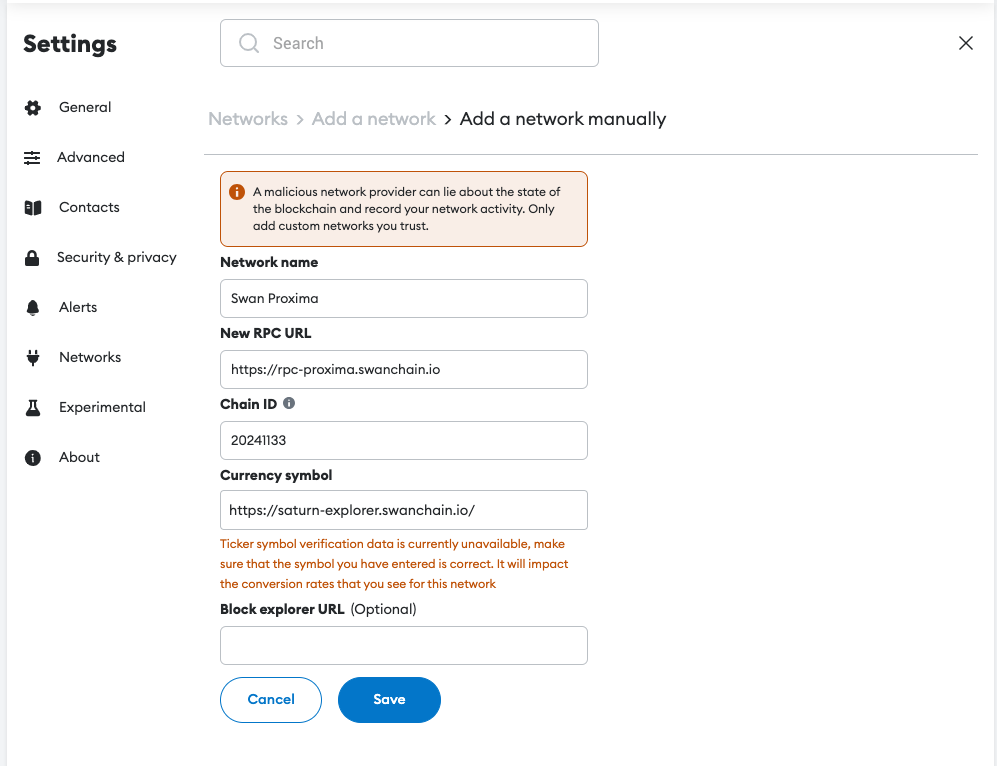 Settings
Search
General
Advanced
Contacts
Security & privacy
Alerts
Networks
Experimental
About
Networks > Add a network > Add a network manually
A malicious network provider can lie about the state of
the blockchain and record your network activity. Only
add custom networks you trust.
Network name
Swan Proxima
New RPC URL
https://rpc-proxima.swanchain.io
Chain ID
20241133
Currency symbol
https://saturn-explorer.swanchain.io/
Ticker symbol verification data is currently unavailable, make
sure that the symbol you have entered is correct. It will impact
the conversion rates that you see for this network
Block explorer URL (Optional)
Cancel
Save